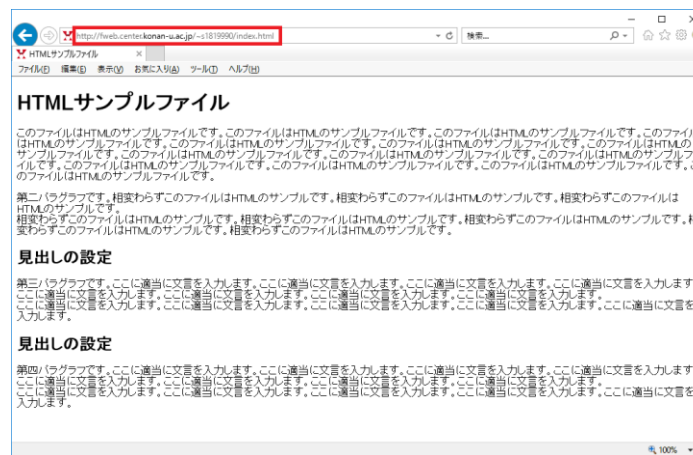 http://fweb.center.konan-u.ac.jp/~s1819990/index.html
検索...
HTMLサンプルファイル
ファイル(F) 編集(E) 表示(V) お気に入り(A) ツール(T) ヘルプ(H)
HTMLサンプルファイル
このファイルはHTMLのサンプルファイルです。このファイルはHTMLのサンプルファイルです。このファイルはHTMLのサンプルファイルです。このファイル
はHTMLのサンプルファイルです。このファイルはHTMLのサンプルファイルです。このファイルはHTMLのサンプルファイルです。このファイルはHTMLの
サンプルファイルです。このファイルはHTMLのサンプルファイルです。このファイルはHTMLのサンプルファイルです。このファイルはHTMLのサンプルフ
ァイルです。このファイルはHTMLのサンプルファイルです。このファイルはHTMLのサンプルファイルです。このファイルはHTMLのサンプルファイルです。こ
のファイルはHTMLのサンプルファイルです。
第二パラグラフです。相変わらずこのファイルはHTMLのサンプルです。相変わらずこのファイルはHTMLのサンプルです。相変わらずこのファイルは
HTMLのサンプルです。
相変わらずこのファイルはHTMLのサンプルです。相変わらずこのファイルはHTMLのサンプルです。相変わらずこのファイルはHTMLのサンプルです。相
変わらずこのファイルはHTMLのサンプルです。相変わらずこのファイルはHTMLのサンプルです。
見出しの設定
第三パラグラフです。ここに適当に文言を入力します。ここに適当に文言を入力します。ここに適当に文言を入力します。ここに適当に文言を入力します
ここに適当に文言を入力します。ここに適当に文言を入力します。ここに適当に文言を入力します。ここに適当に文言を入力します。
ここに適当に文言を入力します。ここに適当に文言を入力します。ここに適当に文言を入力します。ここに適当に文言を入力します。ここに適当に文言を
入力します。
見出しの設定
第四パラグラフです。ここに適当に文言を入力します。ここに適当に文言を入力します。ここに適当に文言を入力します。ここに適当に文言を入力します
ここに適当に文言を入力します。ここに適当に文言を入力します。ここに適当に文言を入力します。ここに適当に文言を入力します。
ここに適当に文言を入力します。ここに適当に文言を入力します。ここに適当に文言を入力します。ここに適当に文言を入力します。ここに適当に文言を
入力します。
100%